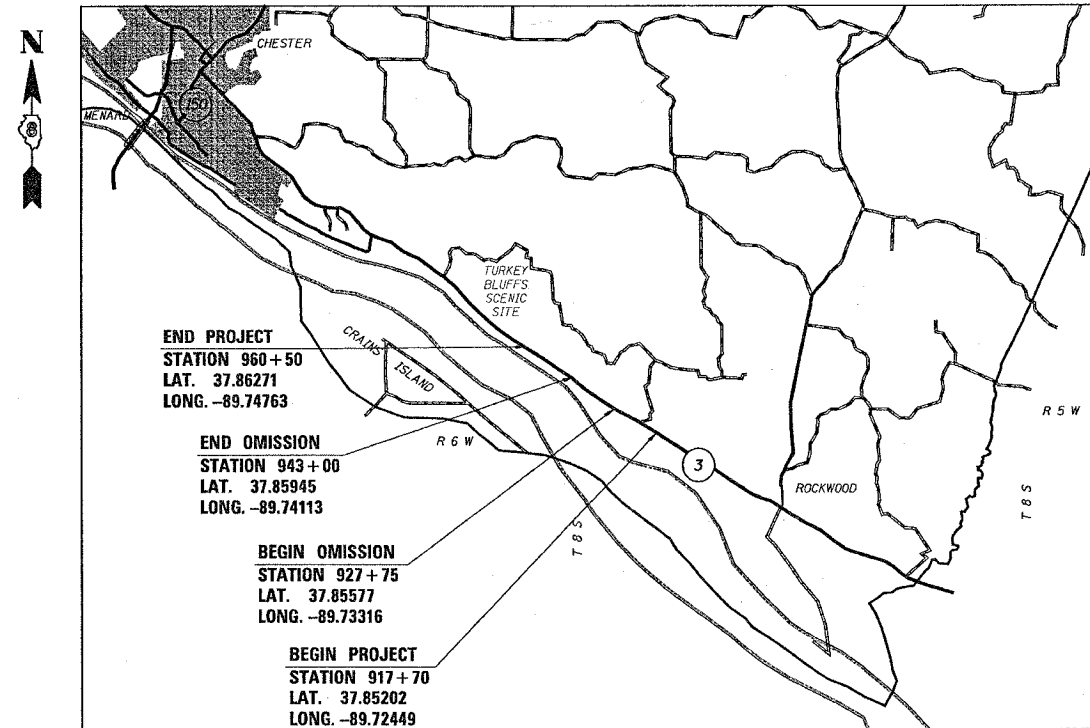 N
CHESTER
150
MENARD
TURKEY
BLUFFS
SCENIC
SITE
END PROJECT
STATION 960+50
LAT. 37.86271
LONG. -89.74763
CRAINS
ISLAND
R 5 W
END OMISSION
STATION 943+00
LAT. 37.85945
LONG. -89.74113
R 6 W
3
ROCKWOOD
T 8 S
T 8 S
BEGIN OMISSION
STATION 927+75
LAT. 37.85577
LONG. -89.73316
BEGIN PROJECT
STATION 917+70
LAT. 37.85202
LONG. -89.72449